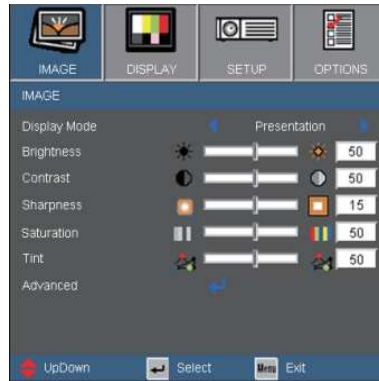 IMAGE DISPLAY SETUP OPTIONS
IMAGE
Display Mode Presentation
Brightness 50
Contrast 50
Sharpness 15
Saturation 50
Tint 50
Advanced
UpDown Select Menu Exit